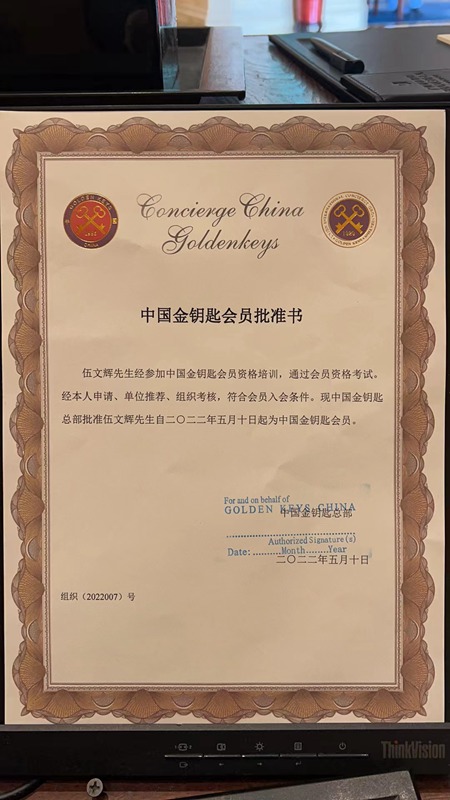 GOLDEN KEYS
CHINA
Concierge China
Goldenkeys
中国金钥匙会员批准书
伍文辉先生经参加中国金钥匙会员资格培训，通过会员资格考试。
经本人申请、单位推荐、组织考核，符合会员入会条件。现中国金钥匙
总部批准伍文辉先生自二〇二二年五月十日起为中国金钥匙会员。
For and on behalf of
GOLDEN KEYS CHINA
中国金钥匙总部
Authorized Signature(s)
Date:..........Month........Year
二〇二二年五月十日
组织（2022007）号
ThinkVision